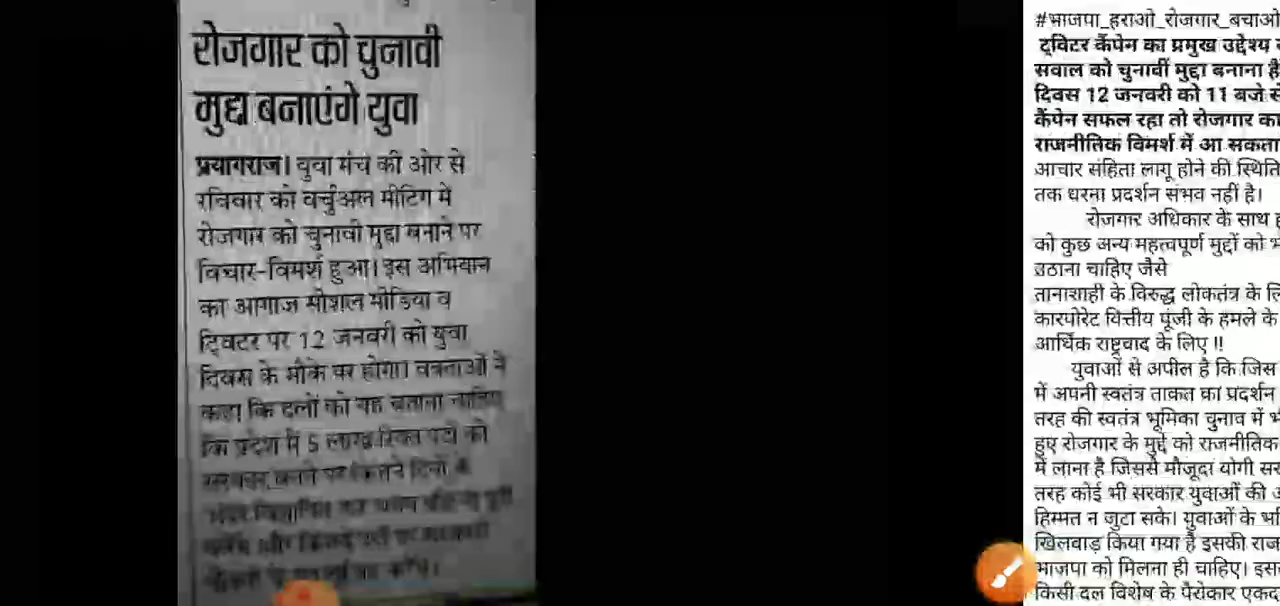 रोजगार को चुनावी
मुद्दा बनाएंगे युवा
प्रयागराज। युवा मंच की ओर से
रविवार को वर्चुअल मीटिंग में
रोजगार को चुनावी मुद्दा बनाने पर
विचार-विमर्श हुआ। इस अभियान
का आगाज सोशल मीडिया व
ट्विटर पर 12 जनवरी को युवा
दिवस के मौके पर होगा। वक्ताओं ने
कहा कि दलों को यह बताना चाहिए
कि प्रदेश में 5 लाख रिक्त पदों को
सरकार बनने पर कितने दिनों के
#भाजपा_हराओ_रोजगार_बचाओ
ट्विटर कैंपेन का प्रमुख उद्देश्य
सवाल को चुनावी मुद्दा बनाना है
दिवस 12 जनवरी को 11 बजे से
कैंपेन सफल रहा तो रोजगार का
राजनीतिक विमर्श में आ सकता
आचार संहिता लागू होने की स्थिति
तक धरना प्रदर्शन संभव नहीं है।
रोजगार अधिकार के साथ
को कुछ अन्य महत्वपूर्ण मुद्दों को
उठाना चाहिए जैसे
तानाशाही के विरुद्ध लोकतंत्र के
कारपोरेट वित्तीय पूंजी के हमले के
आर्थिक राष्ट्रवाद के लिए !!
युवाओं से अपील है कि जिस
में अपनी स्वतंत्र ताकत का प्रदर्शन
तरह की स्वतंत्र भूमिका चुनाव में
हुए रोजगार के मुद्दे को राजनीतिक
में लाना है जिससे मौजूदा योगी
तरह कोई भी सरकार युवाओं की
हिम्मत न जुटा सके। युवाओं के
खिलवाड़ किया गया है इसकी
भाजपा को मिलना ही चाहिए।
किसी दल विशेष के पैरोकार